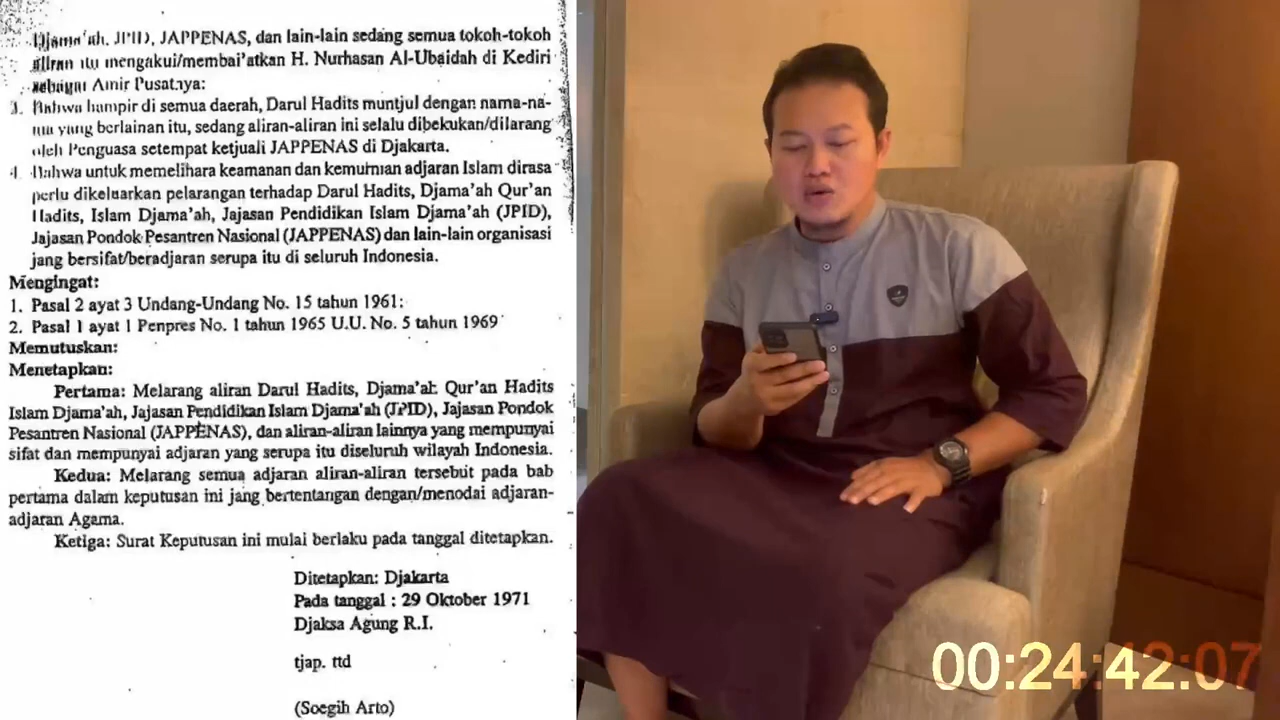 Djama'ah, JPID, JAPPENAS, dan lain-lain sedang semua tokoh-tokoh
aliran itu mengakui/membai'atkan H. Nurhasan Al-Ubaidah di Kediri
sebagai Amir Pusatnya:
3. Bahwa hampir di semua daerah, Darul Hadits muntjul dengan nama-na-
ma yang berlainan itu, sedang aliran-aliran ini selalu dibekukan/dilarang
oleh Penguasa setempat ketjuali JAPPENAS di Djakarta.
4. Bahwa untuk memelihara keamanan dan kemurnian adjaran Islam dirasa
perlu dikeluarkan pelarangan terhadap Darul Hadits, Djama'ah Qur'an
Hadits, Islam Djama'ah, Jajasan Pendidikan Islam Djama'ah (JPID),
Jajasan Pondok Pesantren Nasional (JAPPENAS) dan lain-lain organisasi
jang bersifat/beradjaran serupa itu di seluruh Indonesia.
Mengingat:
1. Pasal 2 ayat 3 Undang-Undang No. 15 tahun 1961:
2. Pasal 1 ayat 1 Penpres No. 1 tahun 1965 U.U. No. 5 tahun 1969
Memutuskan:
Menetapkan:
Pertama: Melarang aliran Darul Hadits, Djama'ah Qur'an Hadits
Islam Djama'ah, Jajasan Pendidikan Islam Djama'ah (JPID), Jajasan Pondok
Pesantren Nasional (JAPPENAS), dan aliran-aliran lainnya yang mempunyai
sifat dan mempunyai adjaran yang serupa itu diseluruh wilayah Indonesia.
Kedua: Melarang semua adjaran aliran-aliran tersebut pada bab
pertama dalam keputusan ini jang bertentangan dengan/menodai adjaran-
adjaran Agama.
Ketiga: Surat Keputusan ini mulai berlaku pada tanggal ditetapkan.
Ditetapkan: Djakarta
Pada tanggal : 29 Oktober 1971
Djaksa Agung R.I.
tjap. ttd
(Soegih Arto)
00:24:42:07